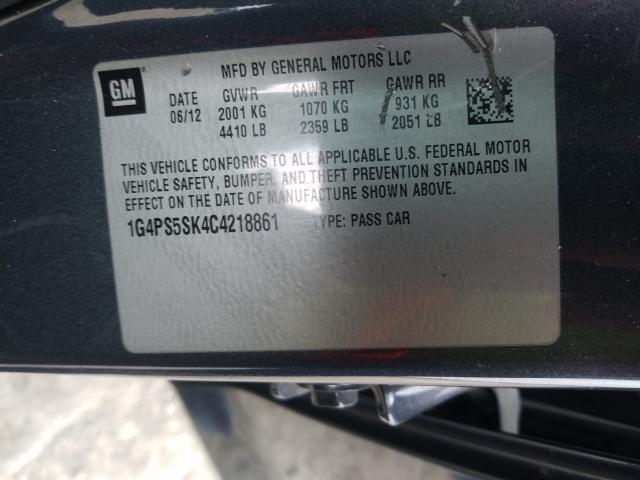 GM
MFD BY GENERAL MOTORS LLC
DATE GVWR GAWR FRT GAWR RR
06/12 2001 KG 1070 KG 931 KG
4410 LB 2359 LB 2051 LB
THIS VEHICLE CONFORMS TO ALL APPLICABLE U.S. FEDERAL MOTOR
VEHICLE SAFETY, BUMPER, AND THEFT PREVENTION STANDARDS IN
EFFECT ON THE DATE OF MANUFACTURE SHOWN ABOVE.
1G4PS5SK4C4218861 TYPE: PASS CAR